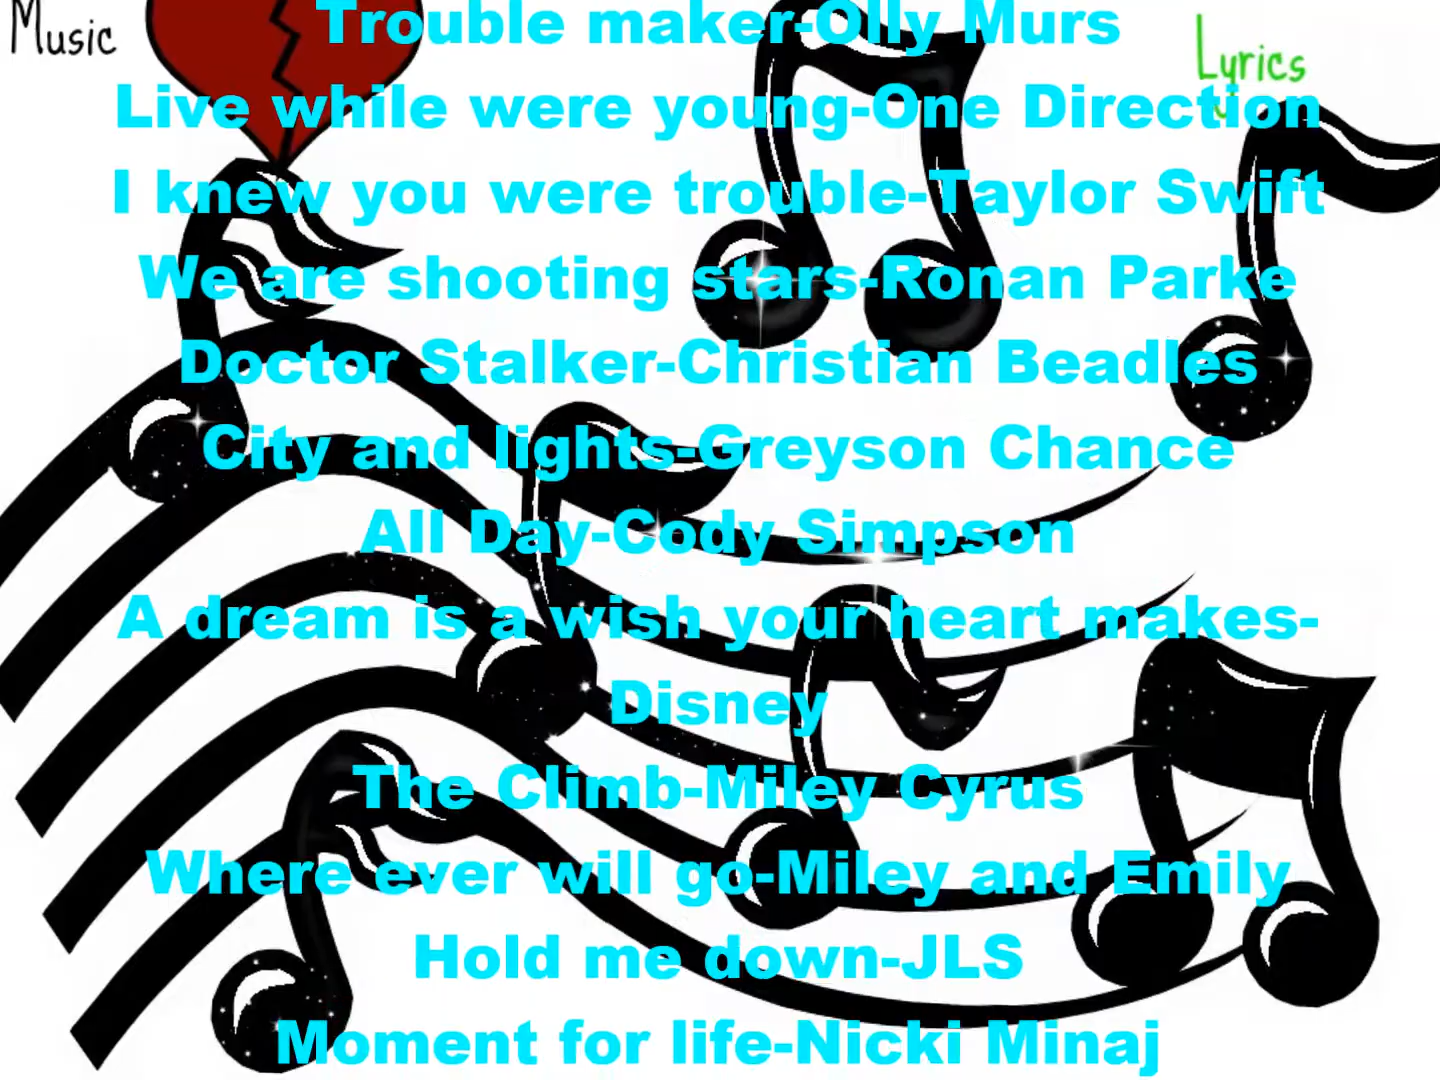 Music
Lyrics
Trouble maker-Olly Murs
Live while were young-One Direction
I knew you were trouble-Taylor Swift
We are shooting stars-Ronan Parke
Doctor Stalker-Christian Beadles
City and lights-Greyson Chance
All Day-Cody Simpson
A dream is a wish your heart makes-
Disney
The Climb-Miley Cyrus
Where ever will go-Miley and Emily
Hold me down-JLS
Moment for life-Nicki Minaj